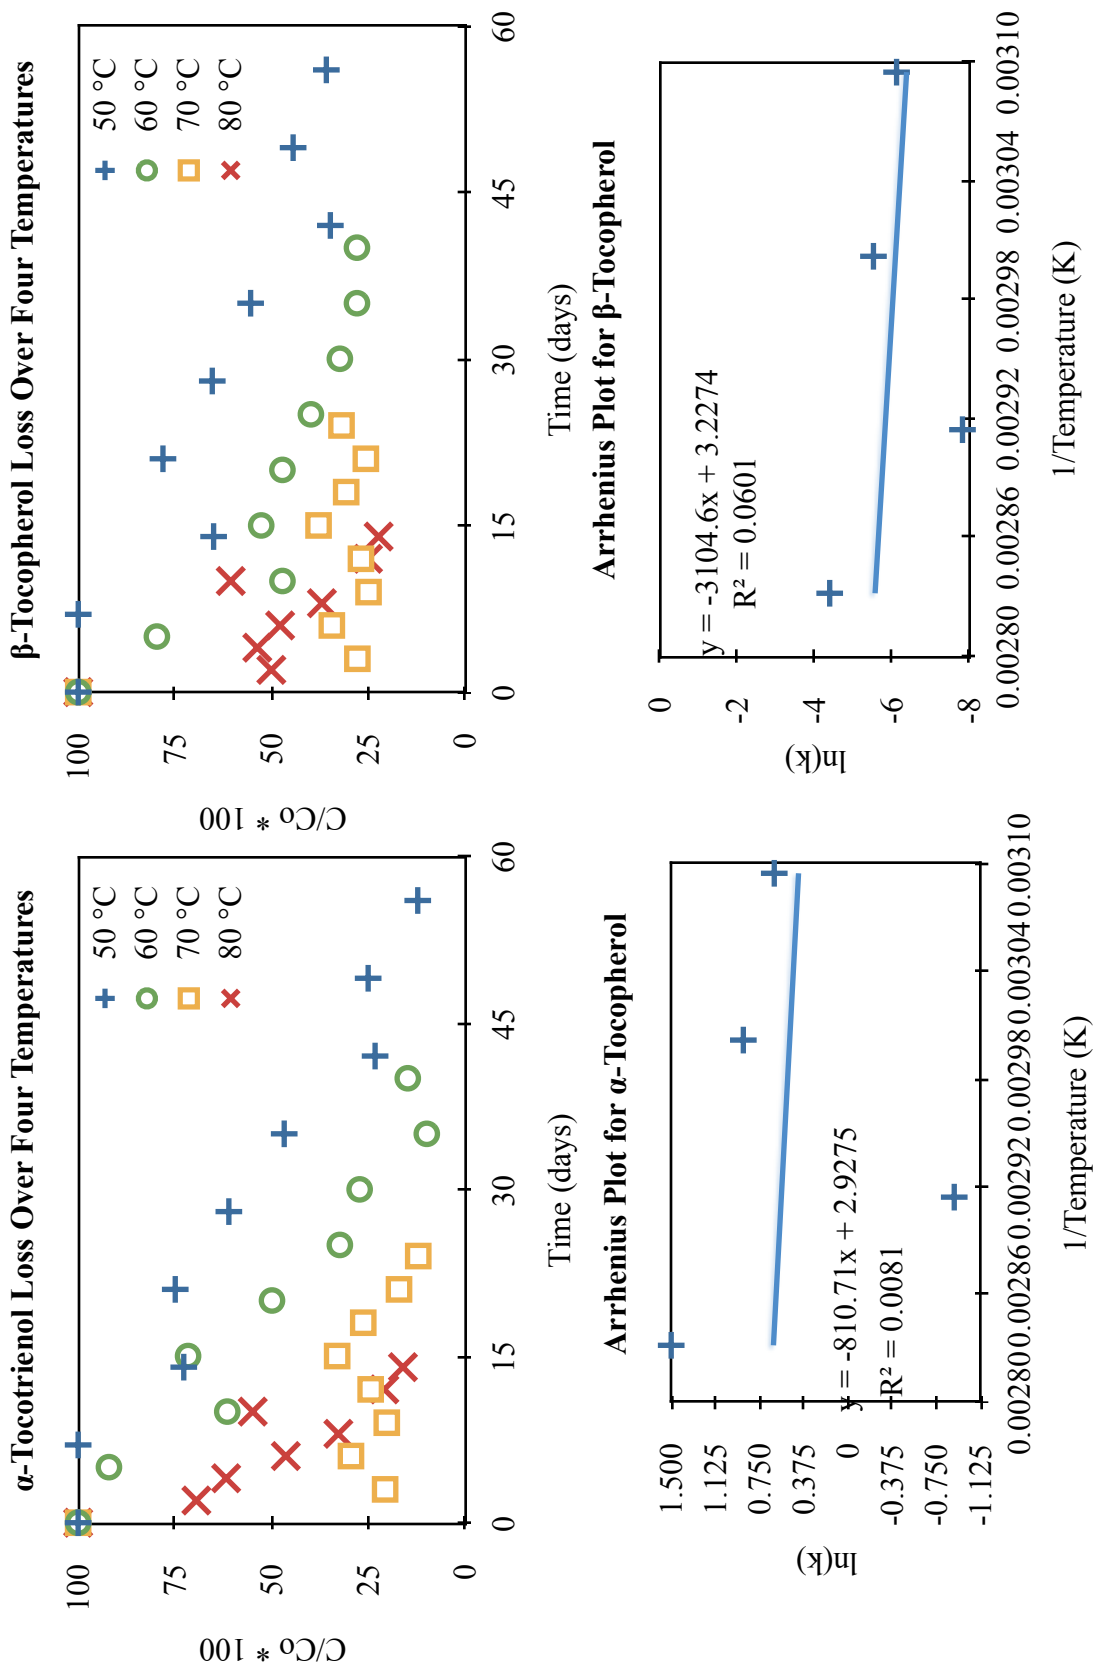 α-Tocotrienol Loss Over Four Temperatures
C/Co * 100
100
75
50
25
0
0
15
30
45
60
Time (days)
50 °C
60 °C
70 °C
80 °C
β-Tocopherol Loss Over Four Temperatures
C/Co * 100
100
75
50
25
0
0
15
30
45
60
Time (days)
50 °C
60 °C
70 °C
80 °C
Arrhenius Plot for α-Tocopherol
ln(k)
1.500
1.125
0.750
0.375
0
-0.375
-0.750
-1.125
y = -810.71x + 2.9275
R² = 0.0081
0.00280
0.00286
0.00292
0.00298
0.00304
0.00310
1/Temperature (K)
Arrhenius Plot for β-Tocopherol
ln(k)
0
-2
-4
-6
-8
y = -3104.6x + 3.2274
R² = 0.0601
0.00280
0.00286
0.00292
0.00298
0.00304
0.00310
1/Temperature (K)